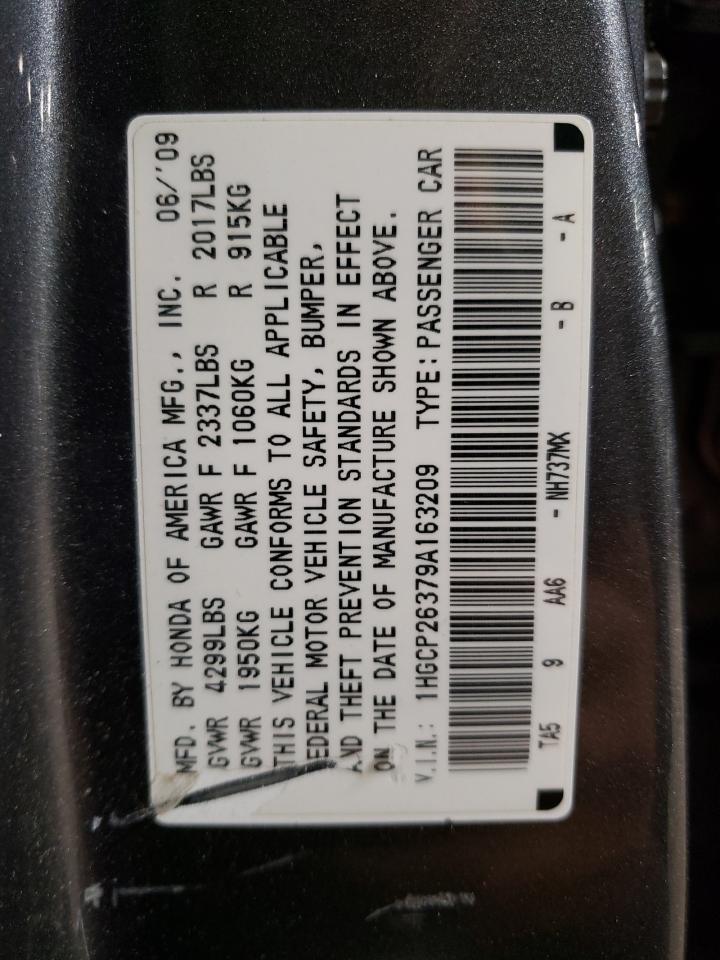 MFD. BY HONDA OF AMERICA MFG., INC. 06/'09
GVWR 4299LBS GAWR F 2337LBS R 2017LBS
GVWR 1950KG GAWR F 1060KG R 915KG
THIS VEHICLE CONFORMS TO ALL APPLICABLE
FEDERAL MOTOR VEHICLE SAFETY, BUMPER,
AND THEFT PREVENTION STANDARDS IN EFFECT
ON THE DATE OF MANUFACTURE SHOWN ABOVE.
V.I.N.: 1HGCP26379A163209 TYPE: PASSENGER CAR
TA5 9 AA6 - NH737MX - B - A